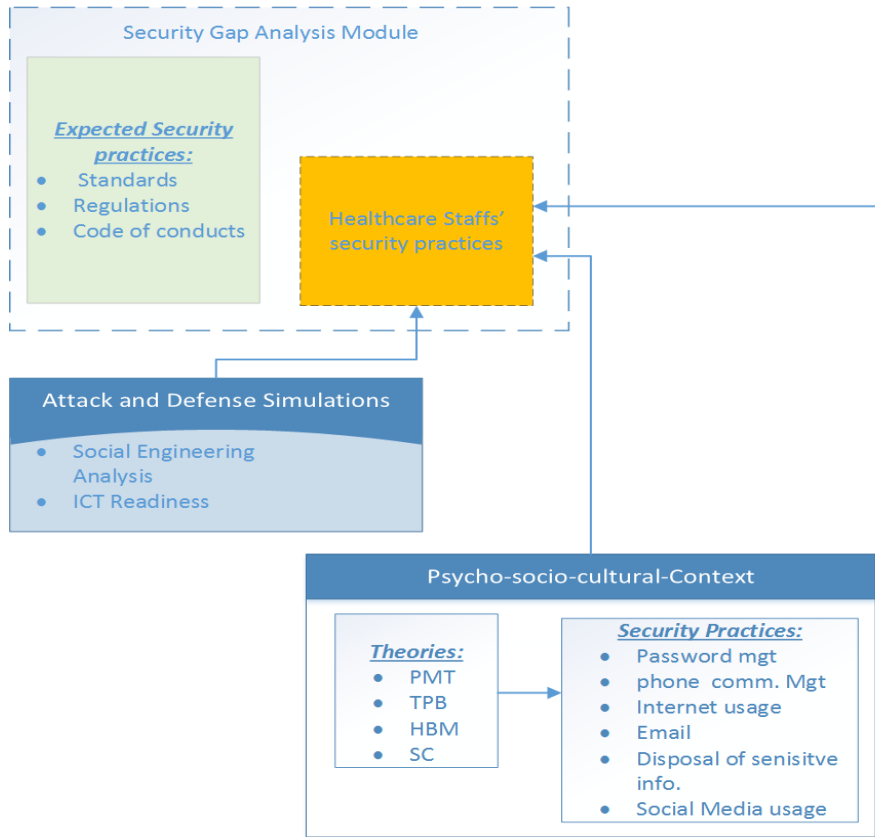 Security Gap Analysis Module
Expected Security
practices:
● Standards
● Regulations
● Code of conducts
Healthcare Staffs'
security practices
Attack and Defense Simulations
● Social Engineering
Analysis
● ICT Readiness
Psycho-socio-cultural-Context
Theories:
● PMT
● TPB
● HBM
● SC
Security Practices:
● Password mgt
● phone comm. Mgt
● Internet usage
● Email
● Disposal of senisitve
info.
● Social Media usage